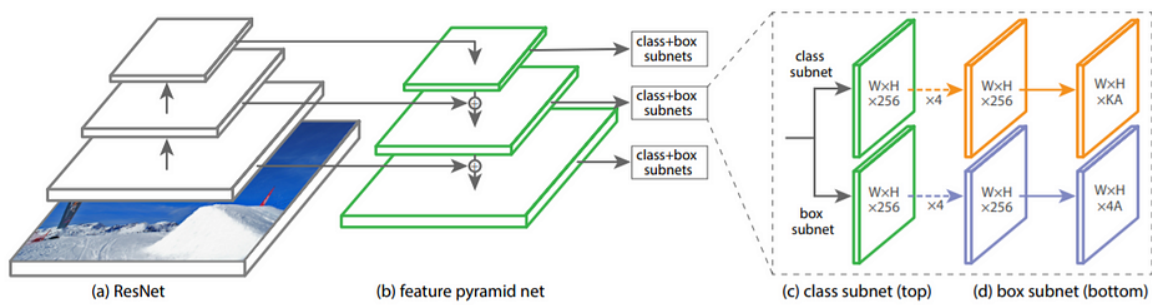 class+box
subnets
class+box
subnets
class+box
subnets
class
subnet
W×H
×256
×4
W×H
×256
W×H
×KA
box
subnet
W×H
×256
×4
W×H
×256
W×H
×4A
(a) ResNet
(b) feature pyramid net
(c) class subnet (top)
(d) box subnet (bottom)